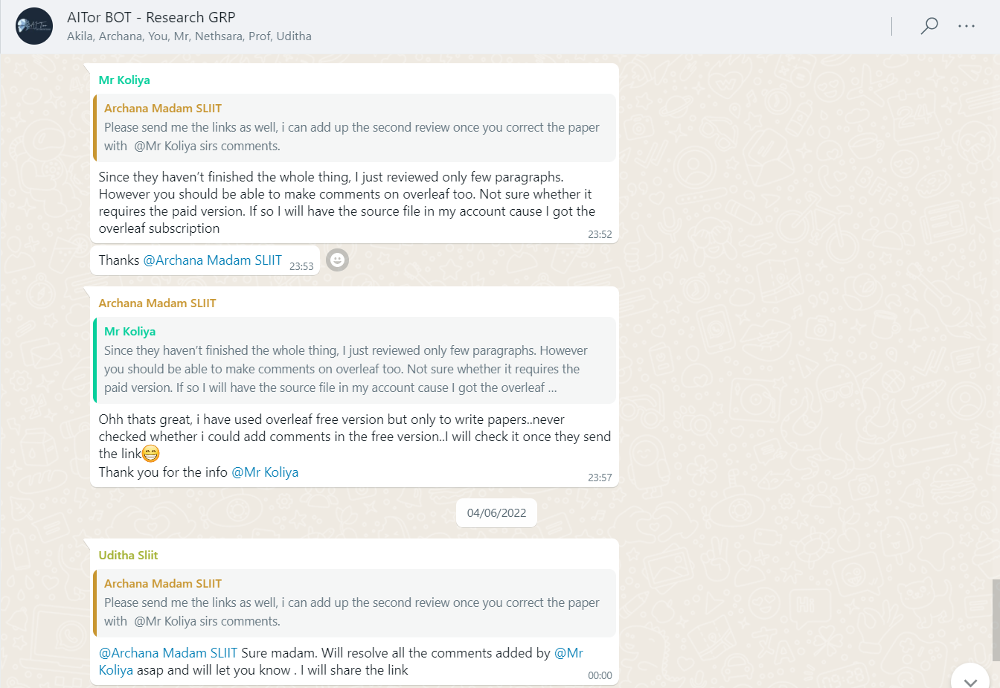 AITor BOT - Research GRP
Akila, Archana, You, Mr, Nethsara, Prof, Uditha
Mr Koliya
Archana Madam SLIIT
Please send me the links as well, i can add up the second review once you correct the paper
with @Mr Koliya sirs comments.
Since they haven’t finished the whole thing, I just reviewed only few paragraphs.
However you should be able to make comments on overleaf too. Not sure whether it
requires the paid version. If so I will have the source file in my account cause I got the
overleaf subscription
23:52
Thanks @Archana Madam SLIIT 23:53
Archana Madam SLIIT
Mr Koliya
Since they haven’t finished the whole thing, I just reviewed only few paragraphs. However
you should be able to make comments on overleaf too. Not sure whether it requires the
paid version. If so I will have the source file in my account cause I got the overleaf ...
Ohh thats great, i have used overleaf free version but only to write papers..never
checked whether i could add comments in the free version..I will check it once they send
the link😁
Thank you for the info @Mr Koliya
23:57
04/06/2022
Uditha Sliit
Archana Madam SLIIT
Please send me the links as well, i can add up the second review once you correct the paper
with @Mr Koliya sirs comments.
@Archana Madam SLIIT Sure madam. Will resolve all the comments added by @Mr
Koliya asap and will let you know . I will share the link
00:00